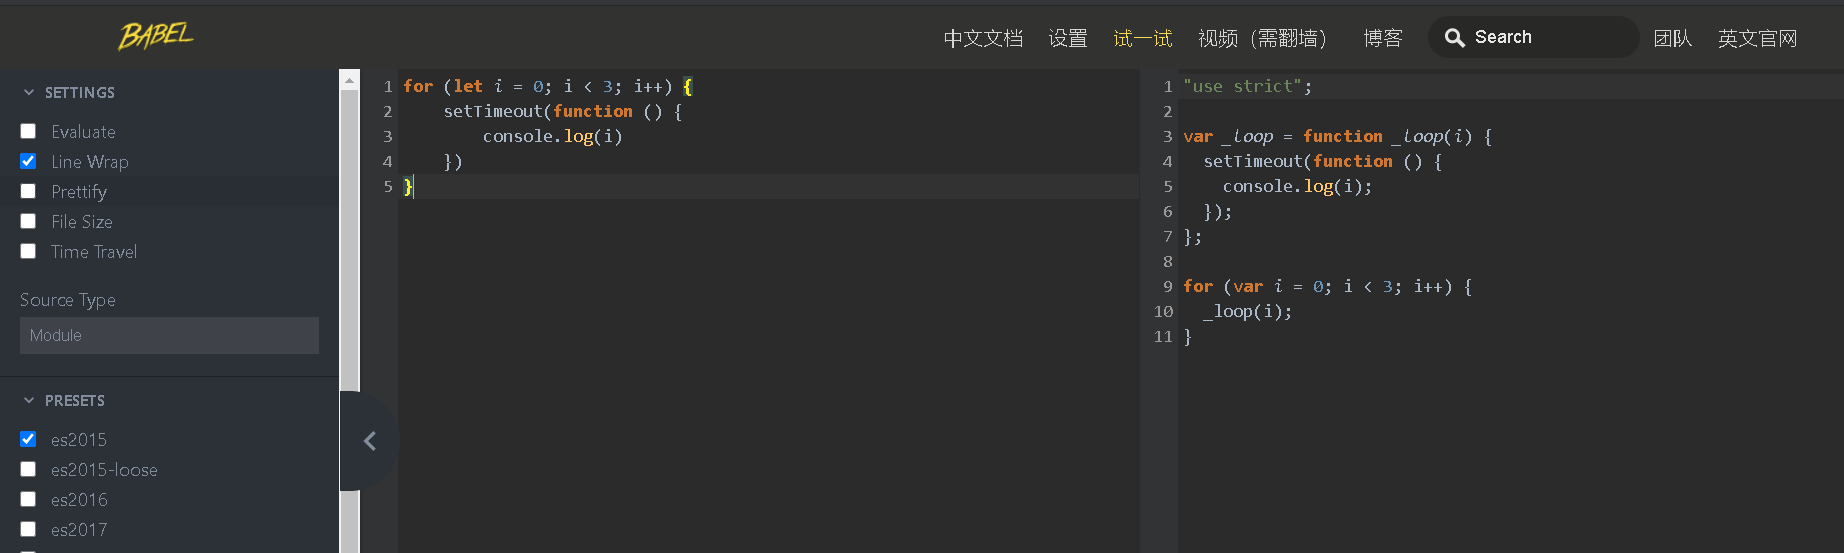 BABEL
中文文档 设置 试一试 视频（需翻墙） 博客 Search 团队 英文官网
SETTINGS
Evaluate
Line Wrap
Prettify
File Size
Time Travel
Source Type
Module
PRESETS
es2015
es2015-loose
es2016
es2017
1 for (let i = 0; i < 3; i++) {
2     setTimeout(function () {
3         console.log(i)
4     })
5 }
1 "use strict";
2
3 var _loop = function _loop(i) {
4   setTimeout(function () {
5     console.log(i);
6   });
7 };
8
9 for (var i = 0; i < 3; i++) {
10   _loop(i);
11 }